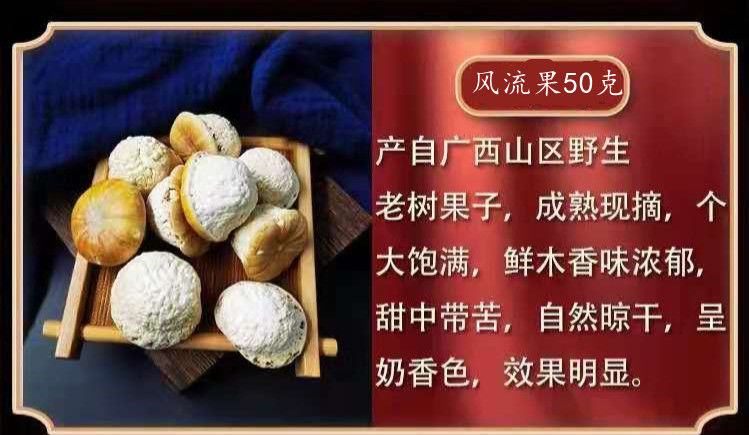 风流果50克
产自广西山区野生
老树果子，成熟现摘，个
大饱满，鲜木香味浓郁，
甜中带苦，自然晾干，呈
奶香色，效果明显。